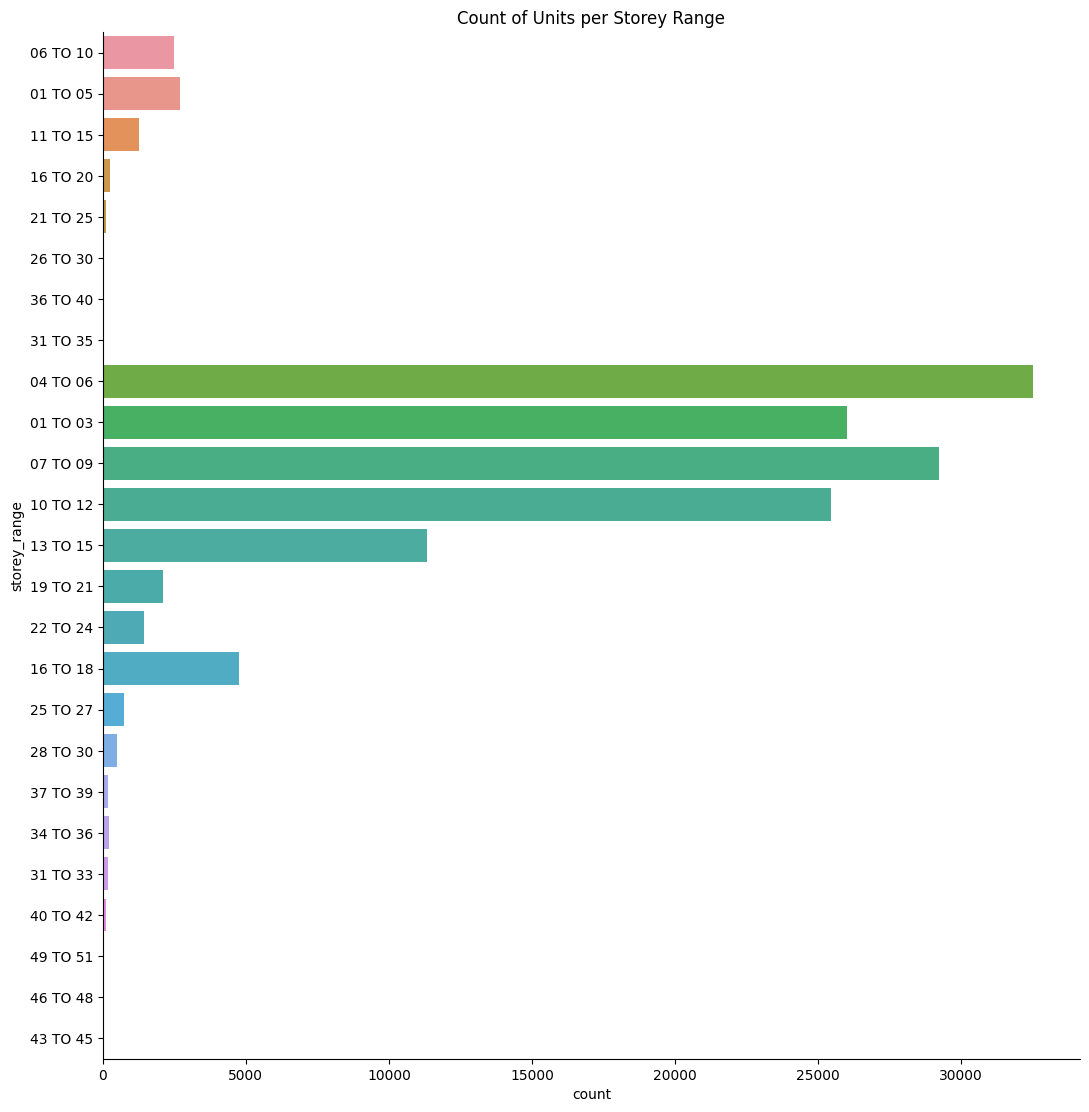 Count of Units per Storey Range
06 TO 10
01 TO 05
11 TO 15
16 TO 20
21 TO 25
26 TO 30
36 TO 40
31 TO 35
04 TO 06
01 TO 03
07 TO 09
10 TO 12
13 TO 15
19 TO 21
22 TO 24
16 TO 18
25 TO 27
28 TO 30
37 TO 39
34 TO 36
31 TO 33
40 TO 42
49 TO 51
46 TO 48
43 TO 45
storey_range
0 5000 10000 15000 20000 25000 30000
count